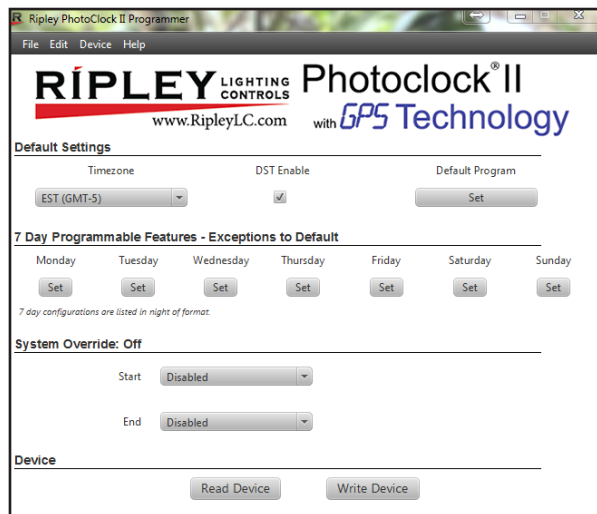 Ripley PhotoClock II Programmer
File Edit Device Help
RÍPLEY LIGHTING CONTROLS
www.RipleyLC.com
Photoclock® II
with GPS Technology
Default Settings
Timezone DST Enable Default Program
EST (GMT-5) Set
7 Day Programmable Features - Exceptions to Default
Monday Tuesday Wednesday Thursday Friday Saturday Sunday
Set Set Set Set Set Set Set
7 day configurations are listed in night of format.
System Override: Off
Start Disabled
End Disabled
Device
Read Device Write Device